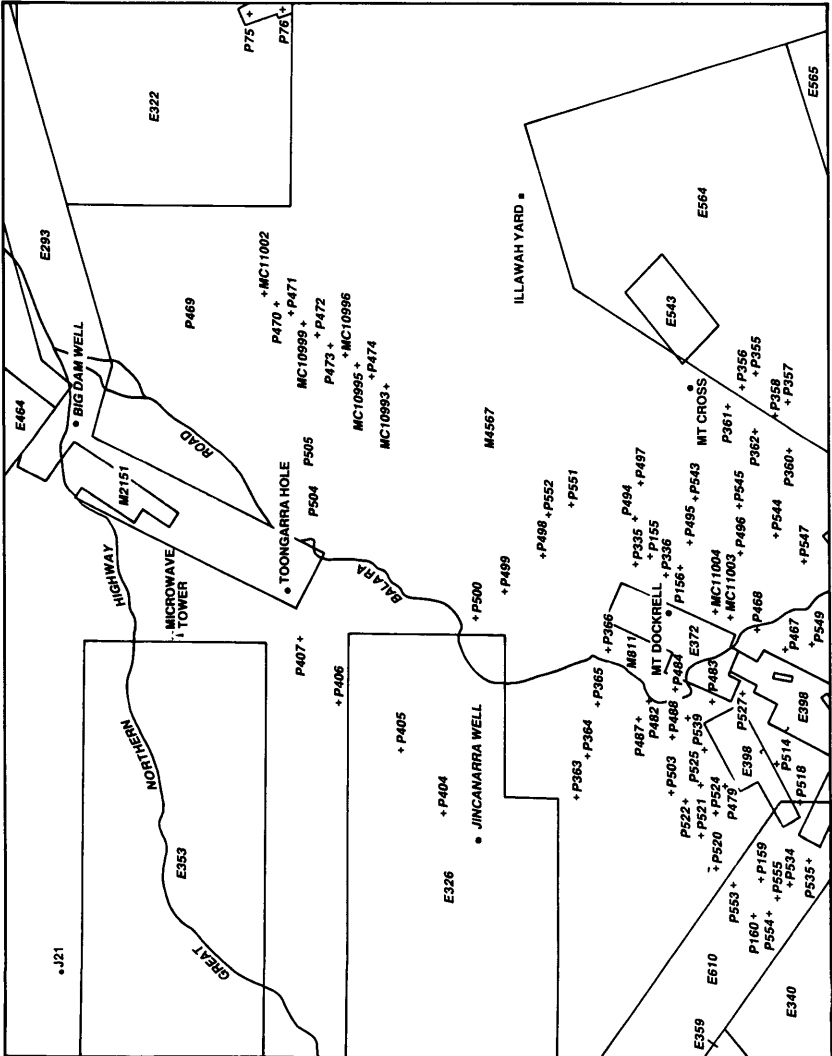 P75 +
P76 +
E322
E565
E293
E564
ILLAWAH YARD
+ MC11002
P469
P470 +
+ P471
E543
MC10999 +
+ P472
+ MC10996
P473 +
BIG DAM WELL
E464
MC10995 +
+ P474
MC10993 +
+ P356
+ P355
MT CROSS
+ P358
+ P357
P361 +
M4567
ROAD
P505
P362 +
P360 +
M2151
P504
+ P497
+ P543
P494 +
+ P551
+ P552
+ P545
P495
P544
TOONGARRA HOLE
+ P498
+ P335
P155
+ P496
P547
HIGHWAY
MICROWAVE
TOWER
BALARA
+ P499
+ P336
P156 +
+ MC11004
+ MC11003
+ P500
+ P366
MT DOCKRELL
E372
+ P468
P407 +
M811
P467
P549
+ P406
+ P365
+ P484
+ P483
P482
P527 +
E398
P405
+ P364
P487 +
+ P488
P539
NORTHERN
+ P503
P525
E398
+ P514
JINCANARRA WELL
+ P404
+ P363
P522 +
+ P521
+ P524
P479
+ P518
E353
E326
+ P520
+ P159
+ P555
+ P534
P535 +
P553 +
P160 +
P554 +
GREAT
J21
E610
E340
E359